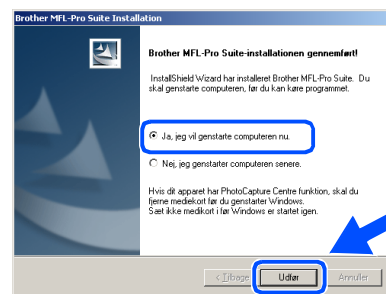 Brother MFL-Pro Suite Installation
Brother MFL-Pro Suite-installationen gennemført!
InstallShield Wizard har installeret Brother MFL-Pro Suite. Du
skal genstarte computeren, før du kan køre programmet.
Ja, jeg vil genstarte computeren nu.
Nej, jeg genstarter computeren senere.
Hvis dit apparat har PhotoCapture Centre funktion, skal du
fjerne mediekort før du genstarter Windows.
Sæt ikke medikort i før Windows er startet igen.
< Tilbage
Udfør
Annuller